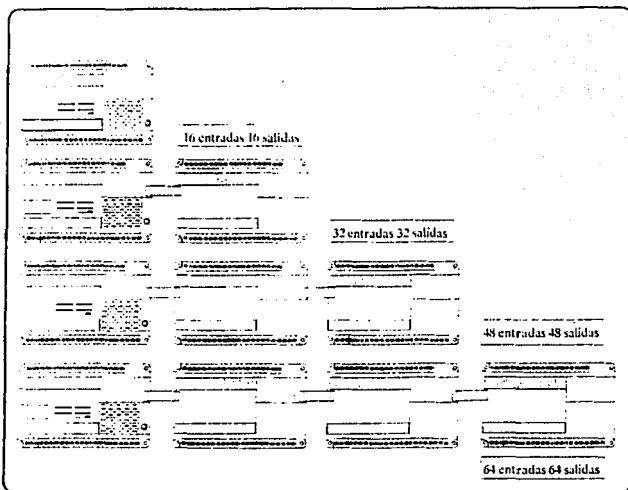 16 entradas 16 salidas
32 entradas 32 salidas
48 entradas 48 salidas
64 entradas 64 salidas